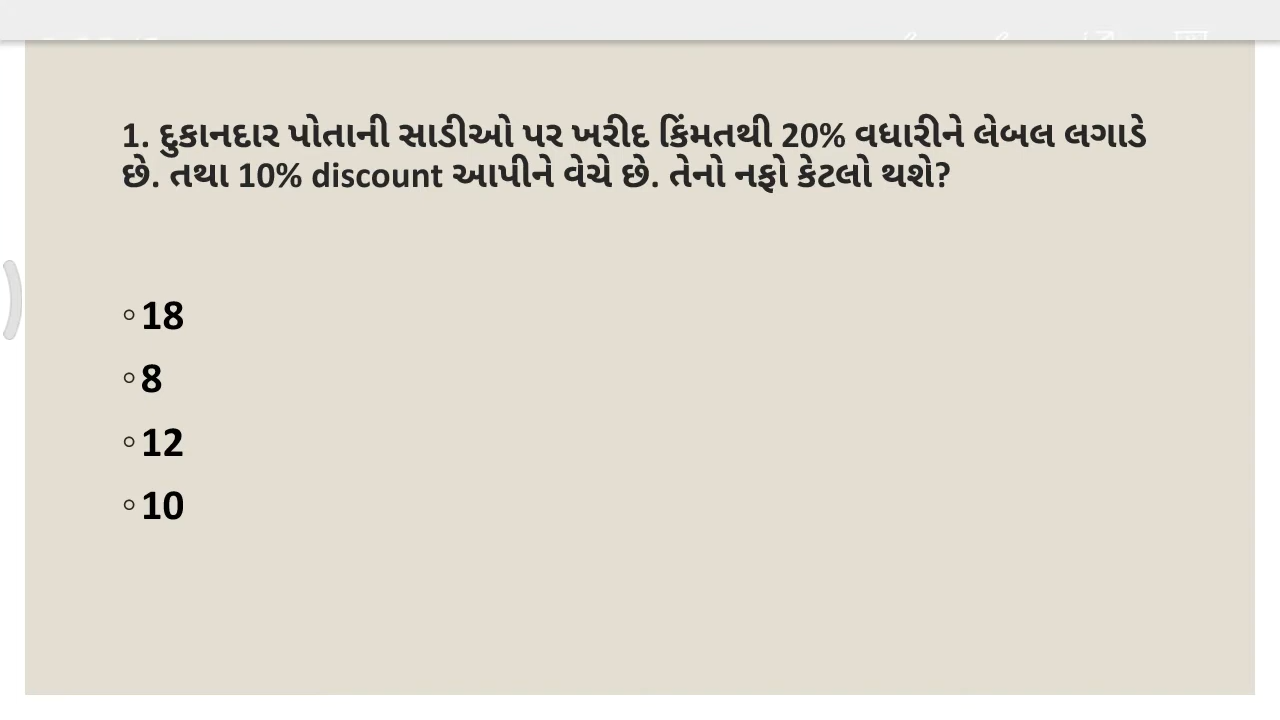 1. દુકાનદાર પોતાની સાડીઓ પર ખરીદ કિંમતથી 20% વધારીને લેબલ લગાડે
છે. તથા 10% discount આપીને વેચે છે. તેનો નફો કેટલો થશે?
18
8
12
10